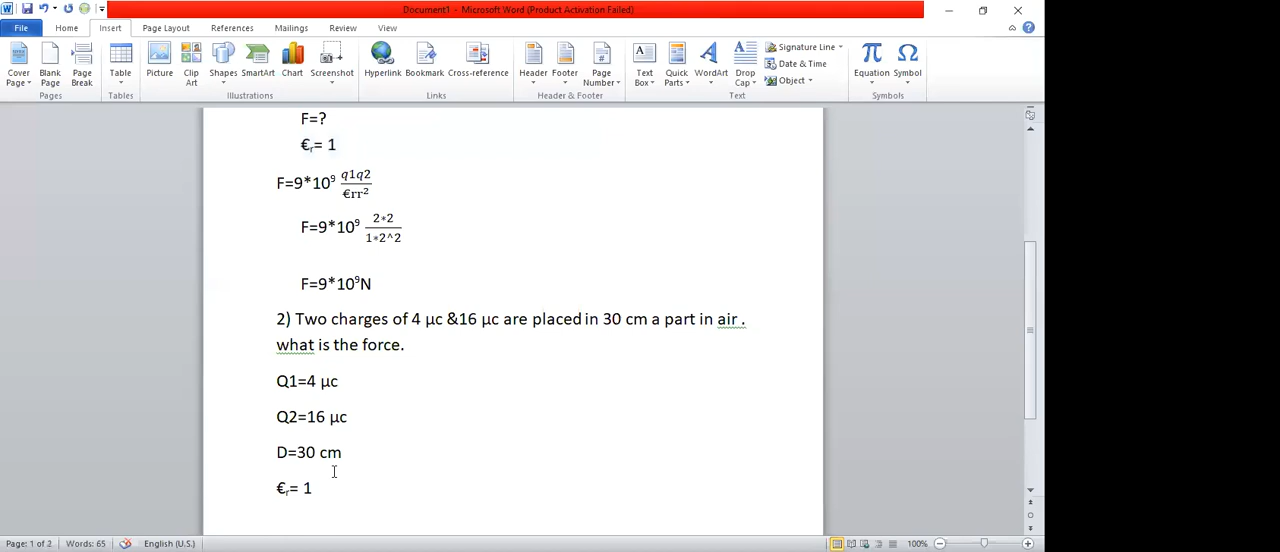 Document1 - Microsoft Word (Product Activation Failed)
File Home Insert Page Layout References Mailings Review View
Cover Page Blank Page Page Break Table Picture Clip Art Shapes SmartArt Chart Screenshot Hyperlink Bookmark Cross-reference Header Footer Page Number Text Box Quick Parts WordArt Drop Cap Signature Line Date & Time Object Equation Symbol
Pages Tables Illustrations Links Header & Footer Text Symbols
F=?
€r= 1
F=9*10⁹ q1q2/€rr²
F=9*10⁹ 2*2/1*2^2
F=9*10⁹N
2) Two charges of 4 µc &16 µc are placed in 30 cm a part in air .
what is the force.
Q1=4 µc
Q2=16 µc
D=30 cm
€r= 1
Page: 1 of 2 Words: 65 English (U.S.) 100%